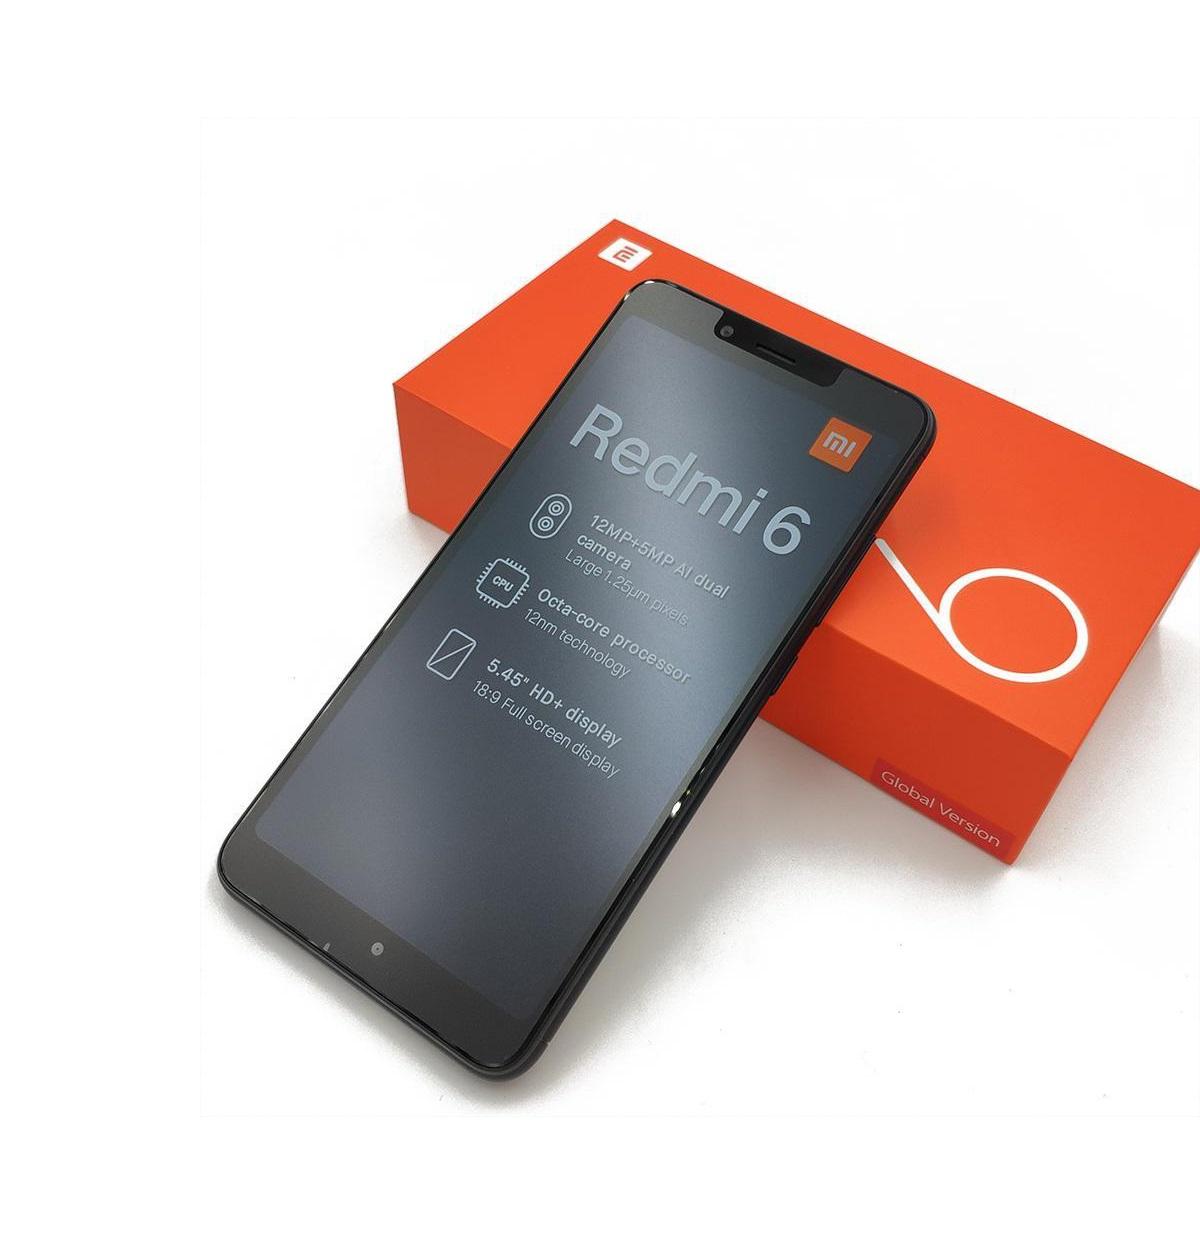 mi
Redmi 6
12MP+5MP AI dual
camera
Large 1.25μm pixels
CPU
Octa-core processor
12nm technology
5.45" HD+ display
18:9 Full screen display
6
Global Version